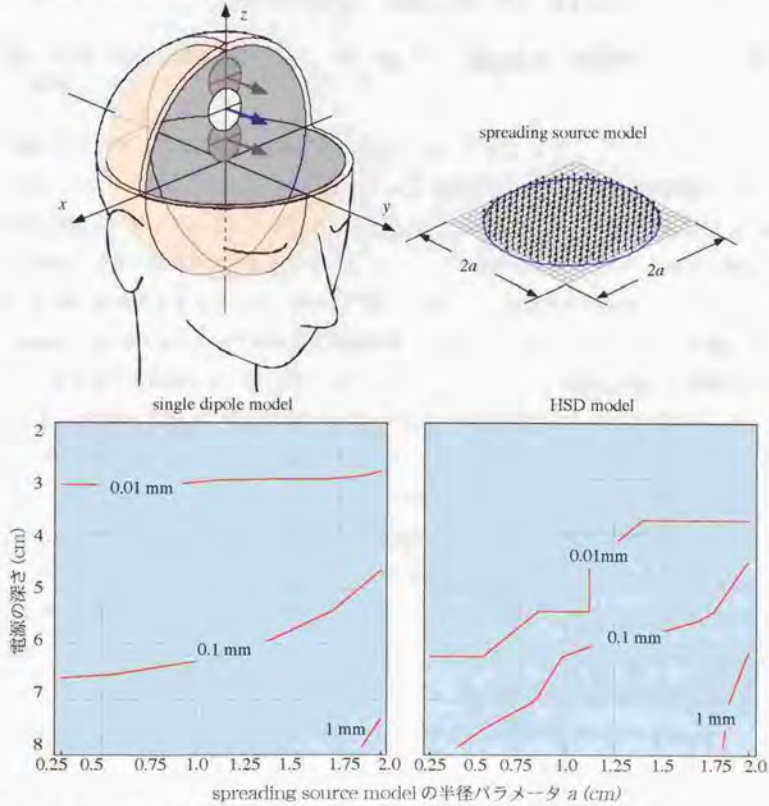 z
x
y
spreading source model
2a
2a
single dipole model
HSD model
電源の深さ (cm)
2
3
4
5
6
7
8
0.01 mm
0.1 mm
1 mm
0.25
0.5
0.75
1.0
1.25
1.5
1.75
2.0
0.01mm
0.1 mm
1 mm
0.25
0.5
0.75
1.0
1.25
1.5
1.75
2.0
spreading source model の半径パラメータ a (cm)